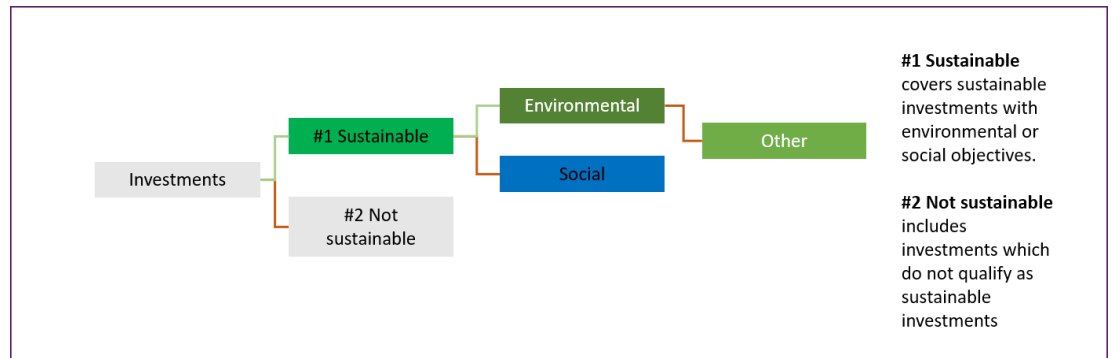 Investments
#1 Sustainable
#2 Not
sustainable
Environmental
Social
Other
#1 Sustainable
covers sustainable
investments with
environmental or
social objectives.
#2 Not sustainable
includes
investments which
do not qualify as
sustainable
investments